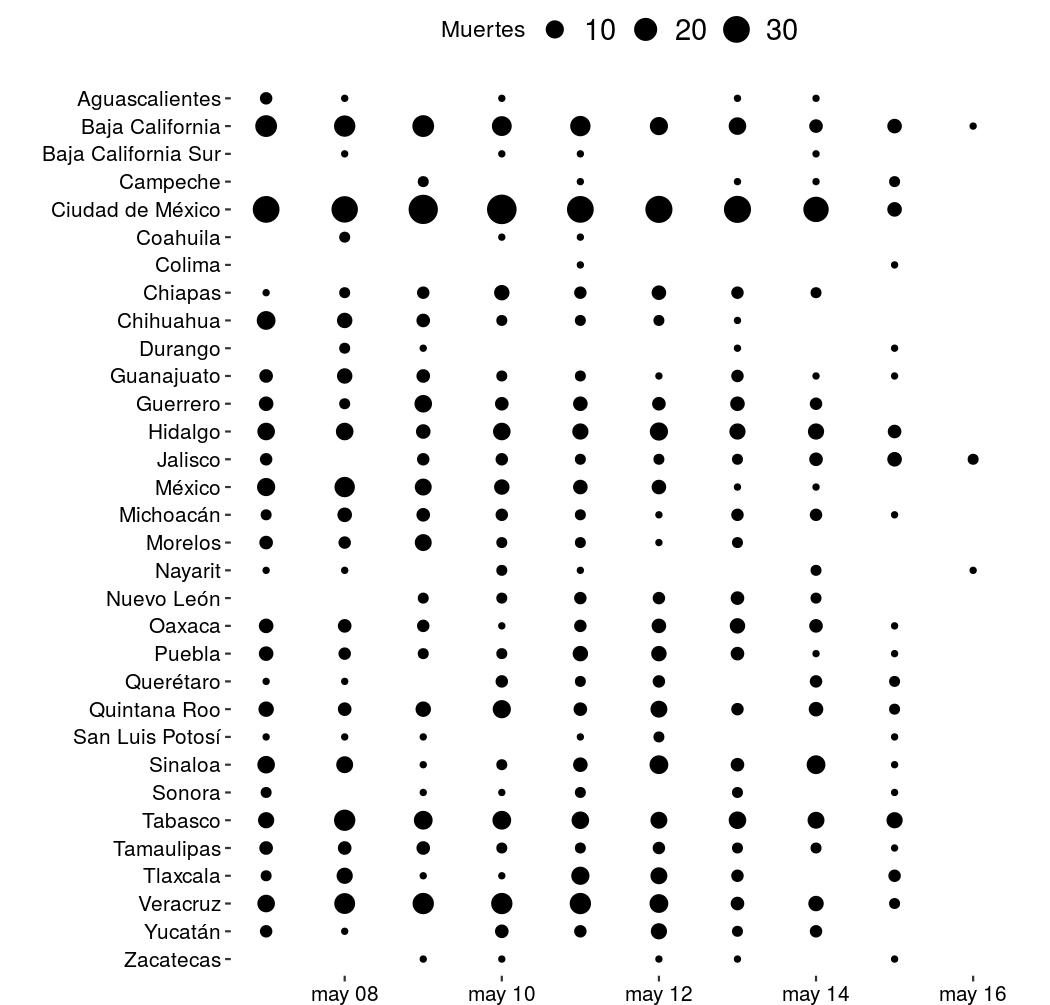 Muertes 10 20 30
Aguascalientes
Baja California
Baja California Sur
Campeche
Ciudad de México
Coahuila
Colima
Chiapas
Chihuahua
Durango
Guanajuato
Guerrero
Hidalgo
Jalisco
México
Michoacán
Morelos
Nayarit
Nuevo León
Oaxaca
Puebla
Querétaro
Quintana Roo
San Luis Potosí
Sinaloa
Sonora
Tabasco
Tamaulipas
Tlaxcala
Veracruz
Yucatán
Zacatecas
may 08 may 10 may 12 may 14 may 16